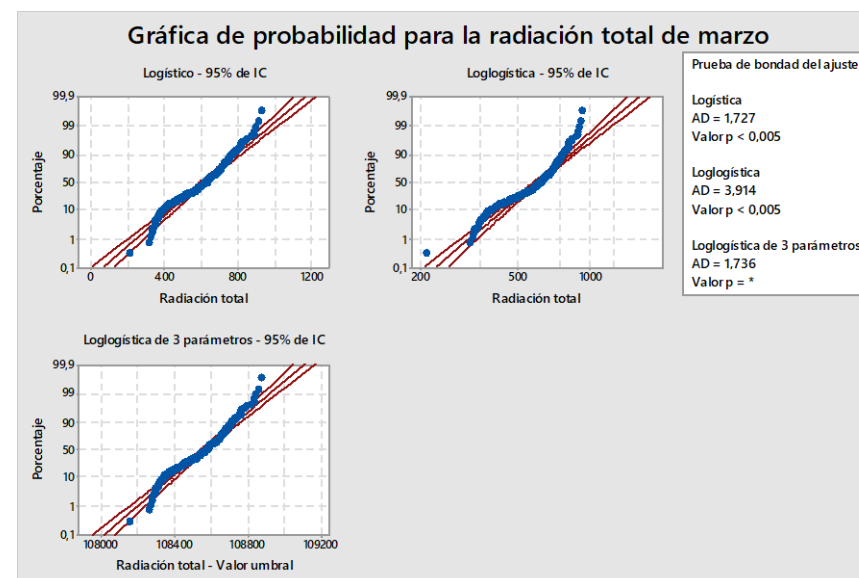 Gráfica de probabilidad para la radiación total de marzo
Logístico - 95% de IC
99,9
99
90
50
10
1
0,1
Porcentaje
0 400 800 1200
Radiación total
Loglogística - 95% de IC
99,9
99
90
50
10
1
0,1
Porcentaje
200 500 1000
Radiación total
Prueba de bondad del ajuste
Logística
AD = 1,727
Valor p < 0,005
Loglogística
AD = 3,914
Valor p < 0,005
Loglogística de 3 parámetros
AD = 1,736
Valor p = *
Loglogística de 3 parámetros - 95% de IC
99,9
99
90
50
10
1
0,1
Porcentaje
108000 108400 108800 109200
Radiación total - Valor umbral